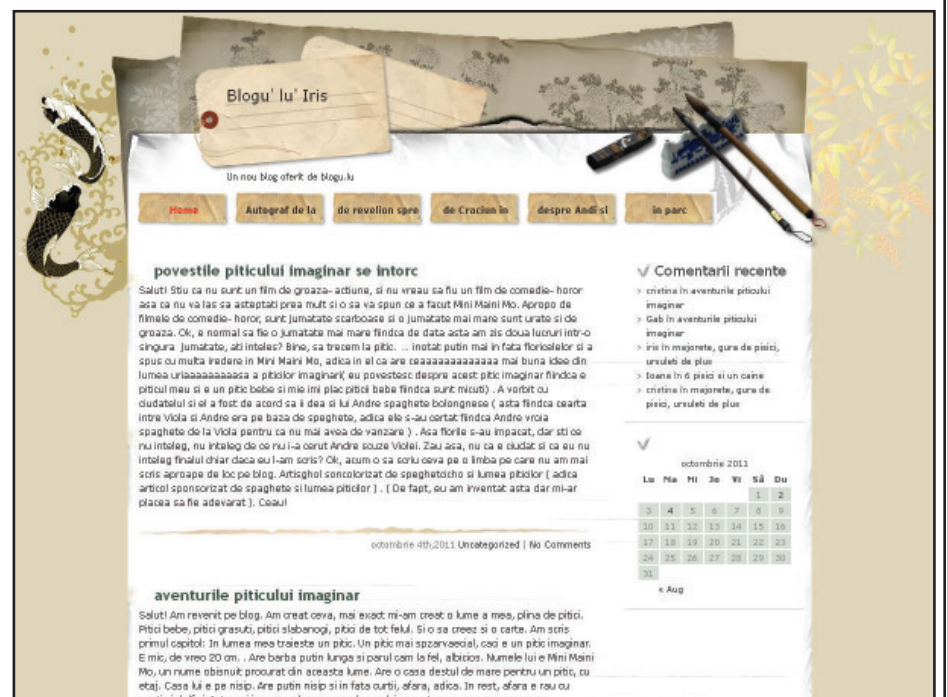 Blogu' lu' Iris
Un nou blog oferit de blogu.lu
Home
Autograf de la
de revelion spre
de Craciun in
despre Andi si
in parc
povestile piticului imaginar se intorc
Salut! Stiu ca nu sunt un film de groaza- actiune, si nu vreau sa fiu un film de comedie- horor
asa ca nu va las sa asteptati prea mult si o sa va spun ce a facut Mini Maini Mo. Apropo de
filmele de comedie- horor, sunt jumatate scarboase si o jumatate mai mare sunt urate si de
groaza. Ok, e normal sa fie o jumatate mai mare fiindca de data asta am zis doua lucruri intr-o
singura jumatate, ati inteles? Bine, sa trecem la pitic. .. inotat putin mai in fata floricelelor si a
spus cu multa iredere in Mini Maini Mo, adica in el ca are ceaaaaaaaaaaaaa mai buna idee din
lumea uriaaaaaaaasa a piticilor imaginari( eu povestesc despre acest pitic imaginar fiindca e
piticul meu si e un pitic bebe si mie imi plac piticii bebe fiindca sunt micuti) . A vorbit cu
ciudatelul si el a fost de acord sa ii dea si lui Andre spaghete bolongnese ( asta fiindca cearta
intre Viola si Andre era pe baza de speghete, adica ele s-au certat fiindca Andre vroia
spaghete de la Viola pentru ca nu mai avea de vanzare ) . Asa florile s-au impacat, dar sti ce
nu inteleg, nu inteleg de ce nu i-a cerut Andre scuze Violei. Zau asa, nu ca e ciudat si ca eu nu
inteleg finalul chiar daca eu l-am scris? Ok, acum o sa scriu ceva pe o limba pe care nu am mai
scris aproape de loc pe blog. Artisghol soncolorizat de speghetcicho si lumea piticilor ( adica
articol sponsorizat de spaghete si lumea piticilor ) . ( De fapt, eu am inventat asta dar mi-ar
placea sa fie adevarat ). Ceau!
octombrie 4th,2011 Uncategorized | No Comments
aventurile piticului imaginar
Salut! Am revenit pe blog. Am creat ceva, mai exact mi-am creat o lume a mea, plina de pitici.
Pitici bebe, pitici grasuti, pitici slabanogi, pitici de tot felul. Si o sa creez si o carte. Am scris
primul capitol: In lumea mea traieste un pitic. Un pitic mai spzarvaecial, caci e un pitic imaginar.
E mic, de vreo 20 cm. . Are barba putin lunga si parul cam la fel, albicios. Numele lui e Mini Maini
Mo, un nume obisnuit procurat din aceasta lume. Are o casa destul de mare pentru un pitic, cu
etaj. Casa lui e pe nisip. Are putin nisip si in fata curtii, afara, adica. In rest, afara e rau cu
Comentarii recente
> cristina în aventurile piticului
imaginar
> Gab în aventurile piticului
imaginar
> iris în majorete, gura de pisici,
ursuleti de plus
> Ioana în 6 pisici si un caine
> cristina în majorete, gura de
pisici, ursuleti de plus
octombrie 2011
Lu Ma Mi Jo Vi Sâ Du
1 2
3 4 5 6 7 8 9
10 11 12 13 14 15 16
17 18 19 20 21 22 23
24 25 26 27 28 29 30
31
« Aug